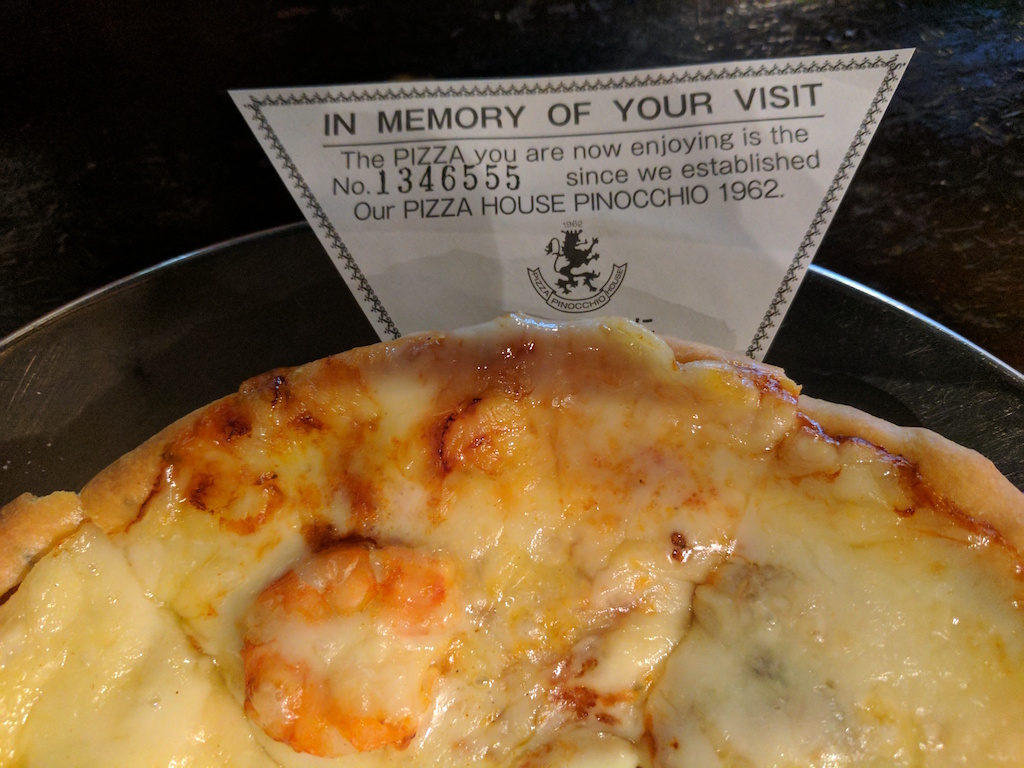 IN MEMORY OF YOUR VISIT
The PIZZA you are now enjoying is the
No. 1346555 since we established
Our PIZZA HOUSE PINOCCHIO 1962.
1962
PIZZA PINOCCHIO HOUSE